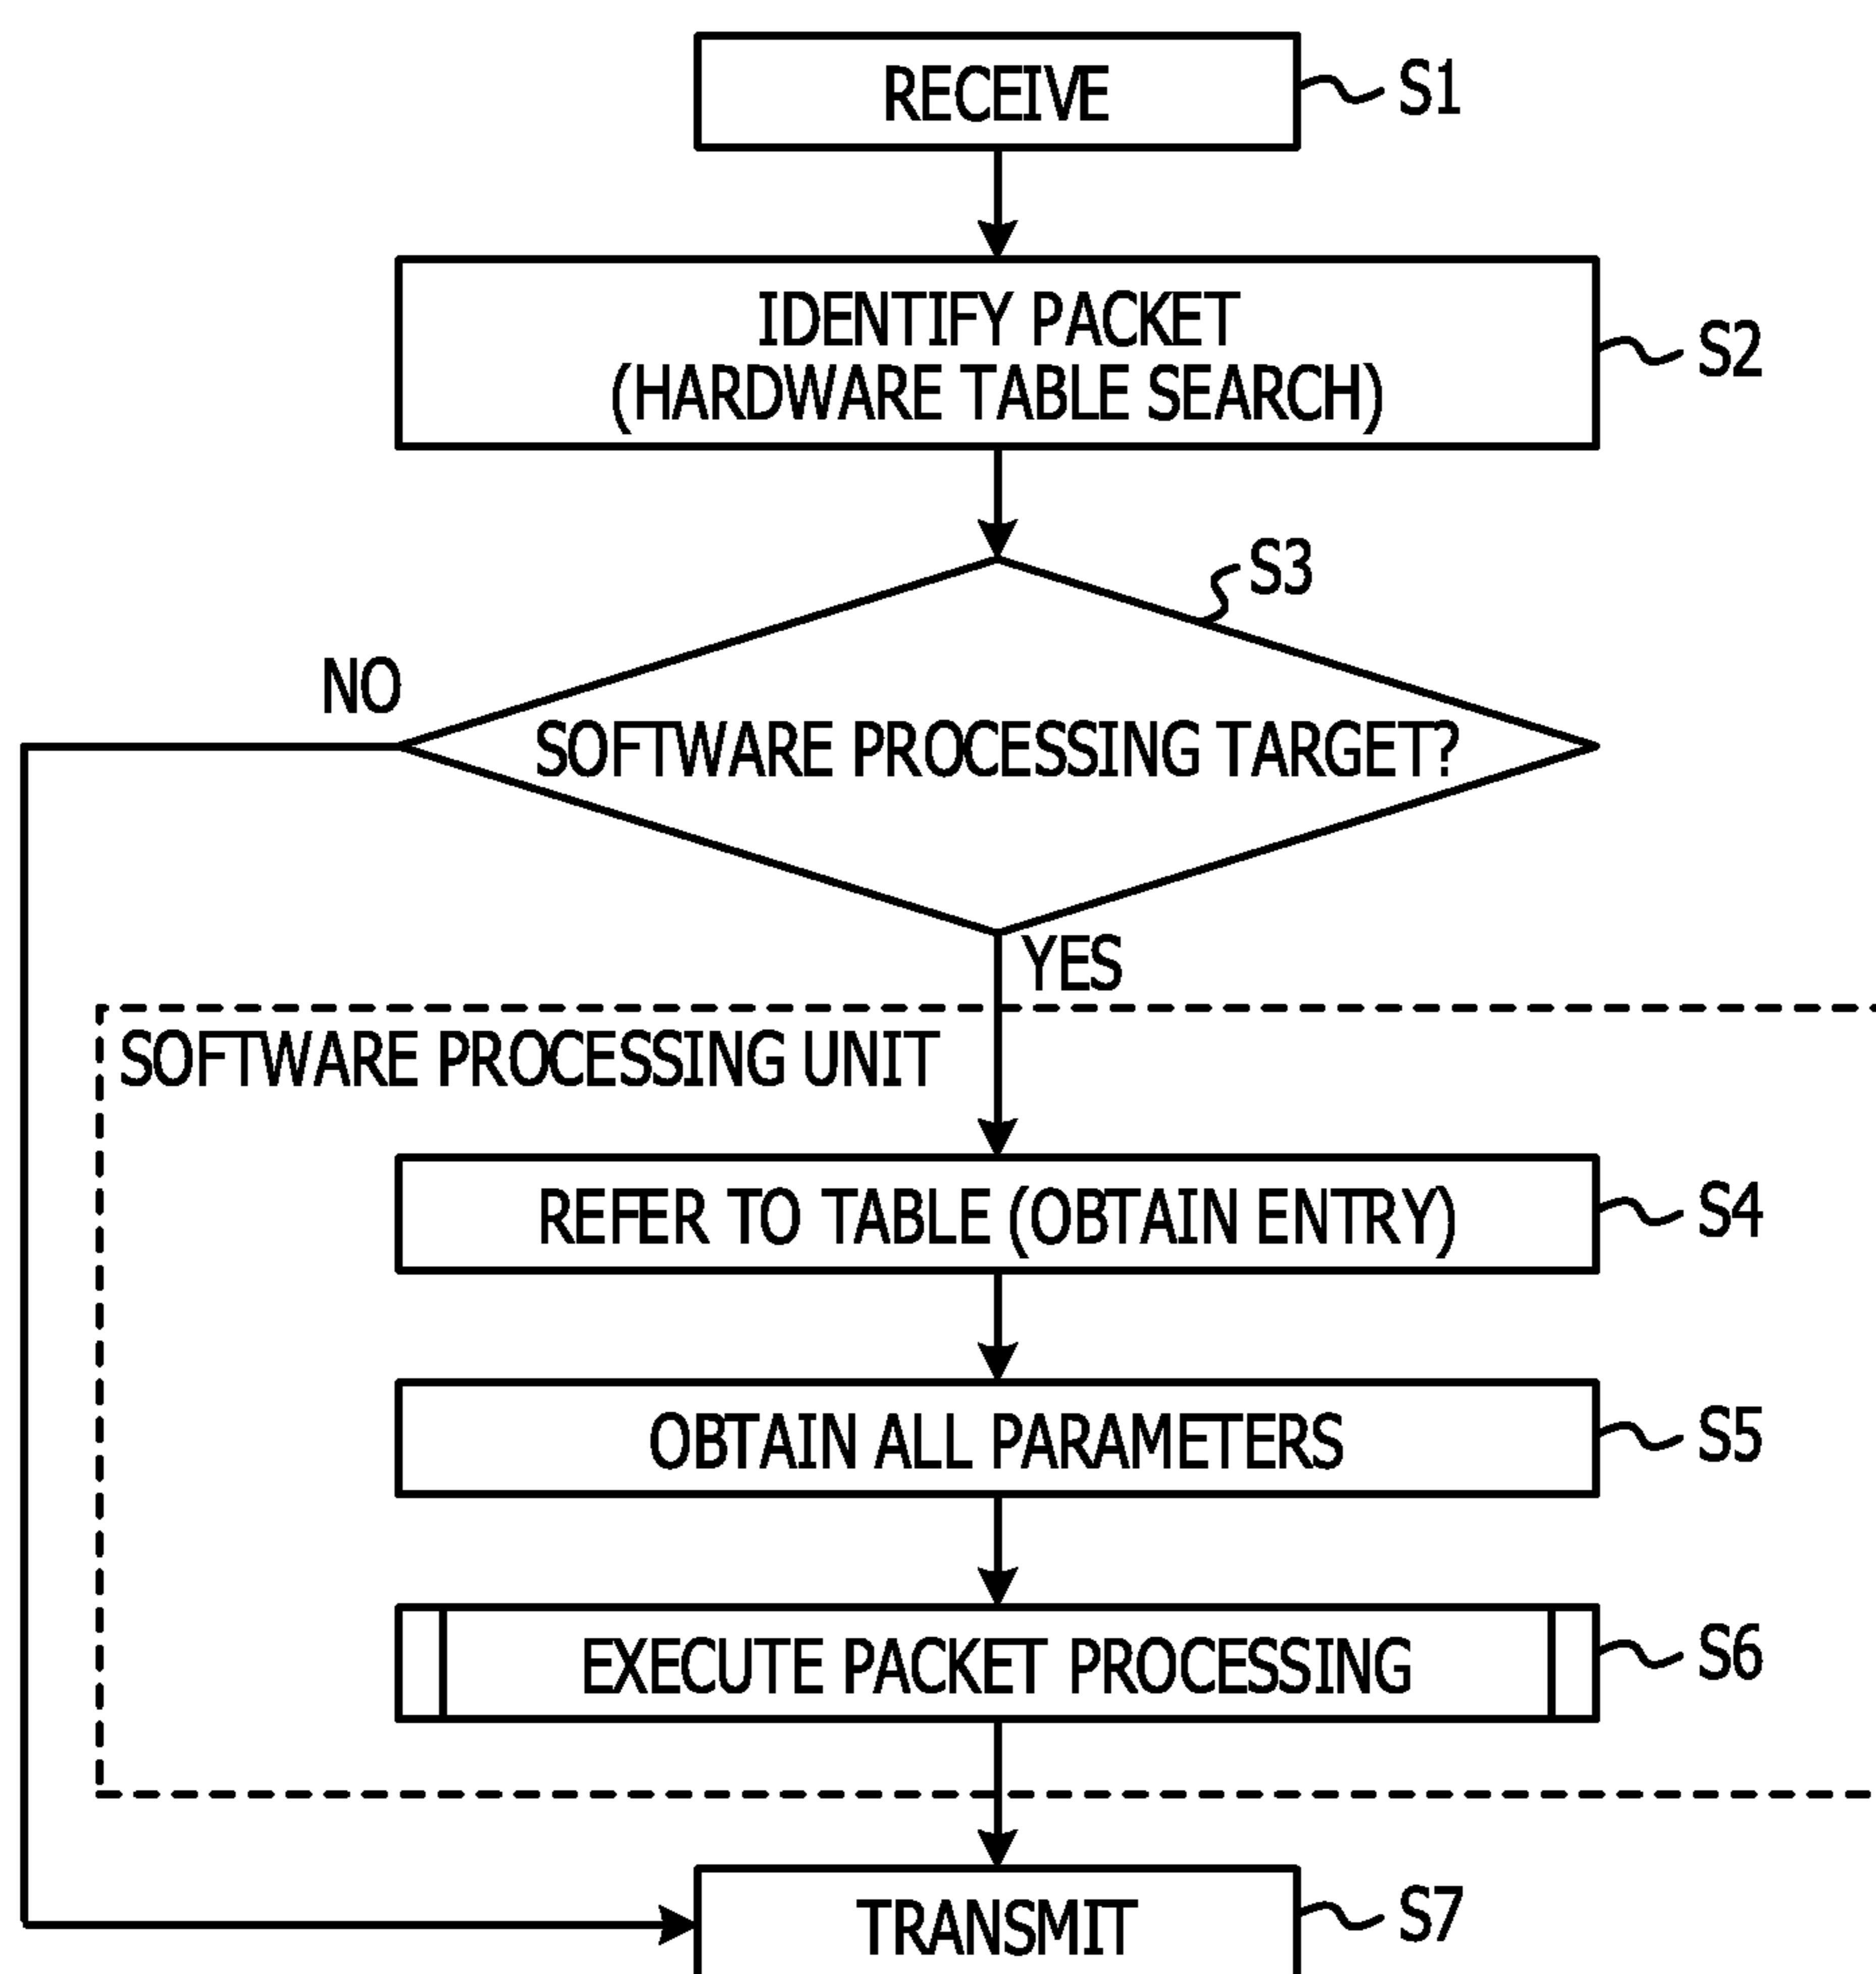 RECEIVE
S1
IDENTIFY PACKET
(HARDWARE TABLE SEARCH)
S2
S3
NO
SOFTWARE PROCESSING TARGET?
YES
SOFTWARE PROCESSING UNIT
REFER TO TABLE (OBTAIN ENTRY)
S4
OBTAIN ALL PARAMETERS
S5
EXECUTE PACKET PROCESSING
S6
TRANSMIT
S7